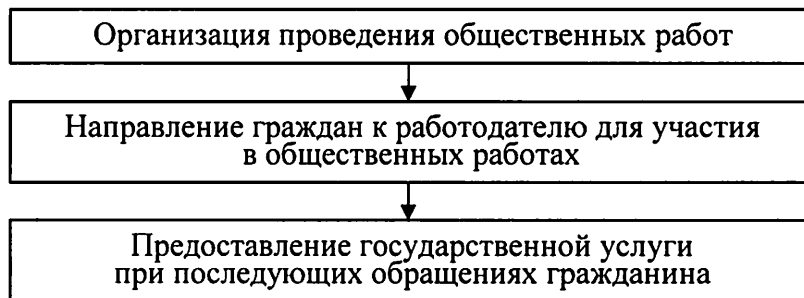 Организация проведения общественных работ
Направление граждан к работодателю для участия
в общественных работах
Предоставление государственной услуги
при последующих обращениях гражданина